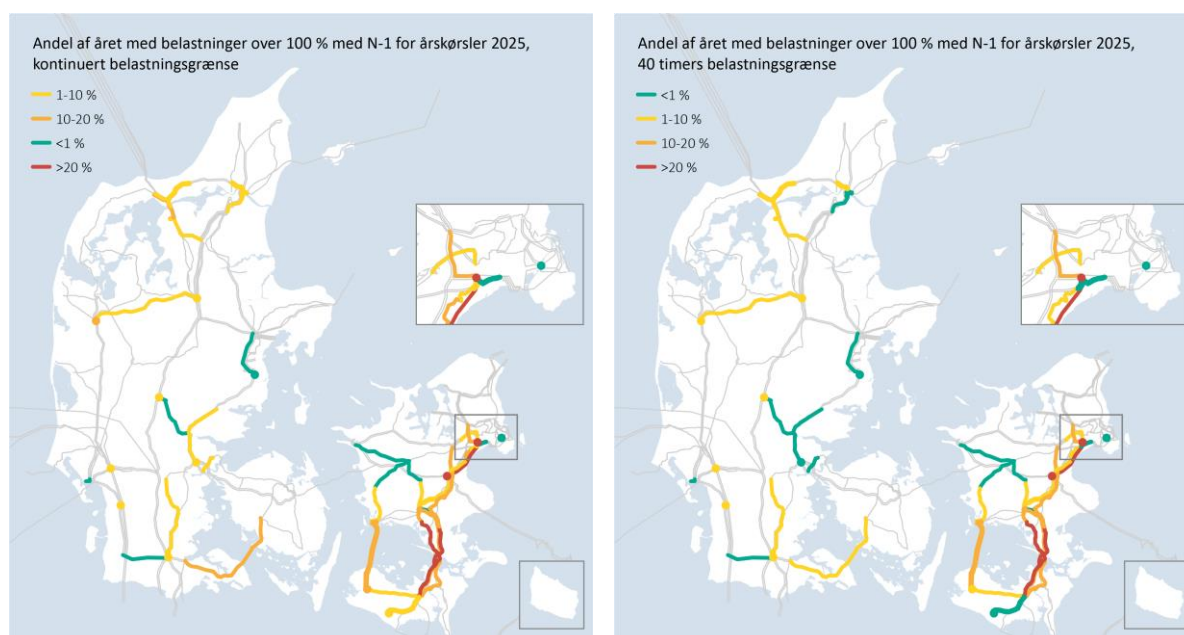 Andel af året med belastninger over 100 % med N-1 for årskørsler 2025,
kontinuert belastningsgrænse
1-10 %
10-20 %
<1 %
>20 %
Andel af året med belastninger over 100 % med N-1 for årskørsler 2025,
40 timers belastningsgrænse
<1 %
1-10 %
10-20 %
>20 %